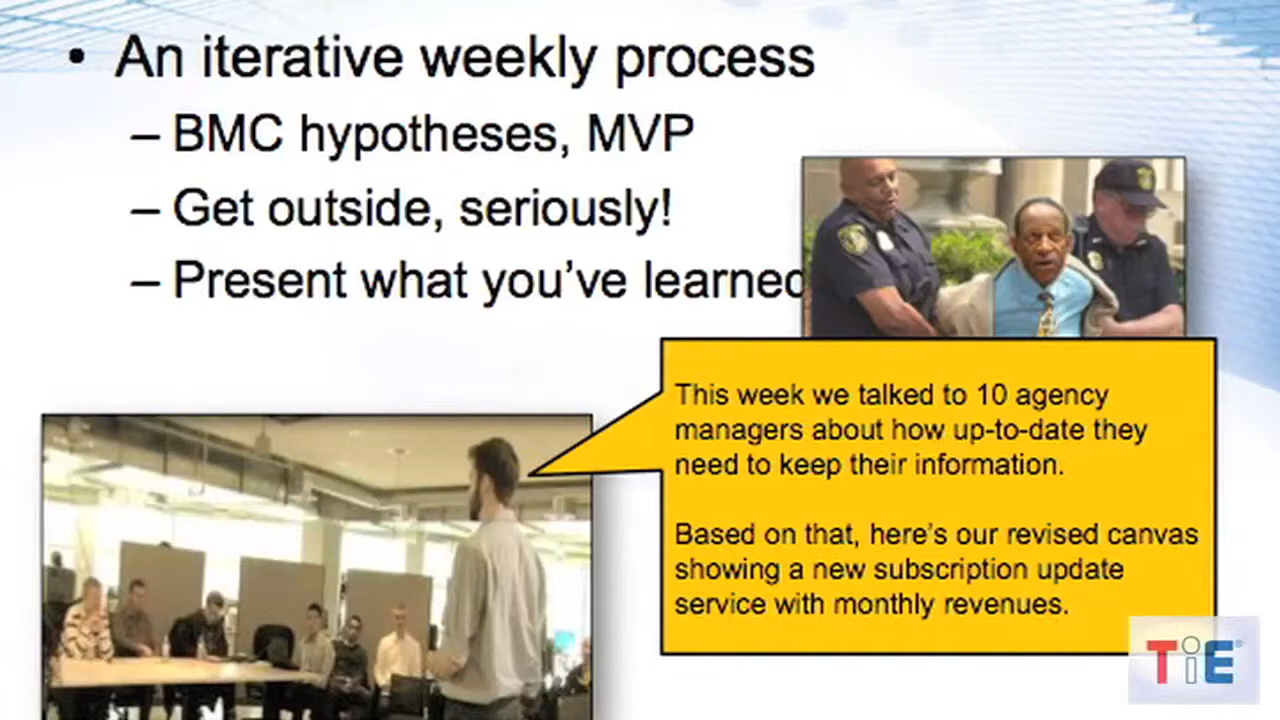 • An iterative weekly process
– BMC hypotheses, MVP
– Get outside, seriously!
– Present what you've learned
This week we talked to 10 agency
managers about how up-to-date they
need to keep their information.
Based on that, here's our revised canvas
showing a new subscription update
service with monthly revenues.
TiE®